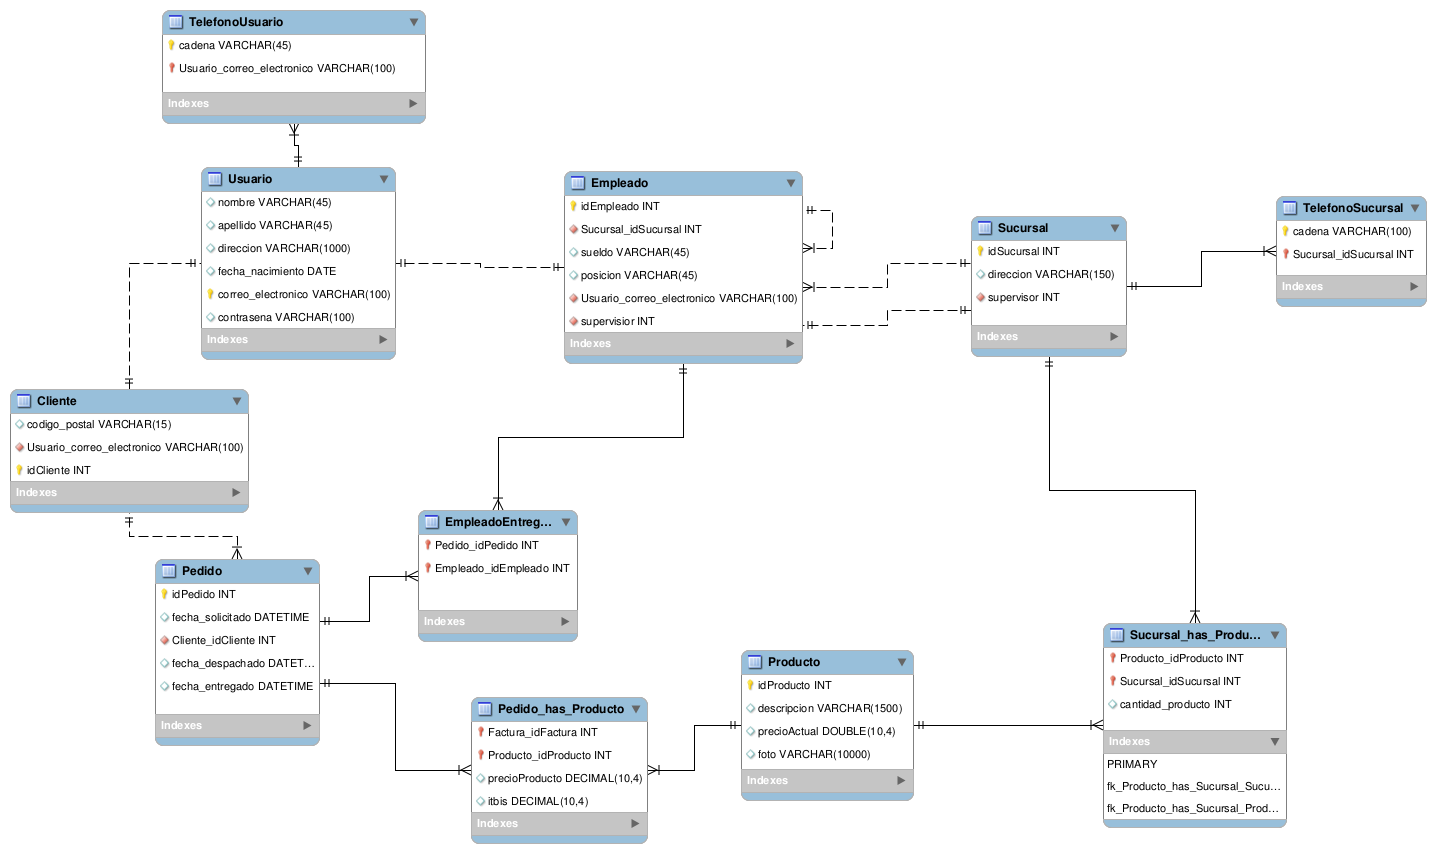 TelefonoUsuario
cadena VARCHAR(45)
Usuario_correo_electronico VARCHAR(100)
Indexes
Usuario
nombre VARCHAR(45)
apellido VARCHAR(45)
direccion VARCHAR(1000)
fecha_nacimiento DATE
correo_electronico VARCHAR(100)
contrasena VARCHAR(100)
Indexes
Empleado
idEmpleado INT
Sucursal_idSucursal INT
sueldo VARCHAR(45)
posicion VARCHAR(45)
Usuario_correo_electronico VARCHAR(100)
supervisior INT
Indexes
Sucursal
idSucursal INT
direccion VARCHAR(150)
supervisor INT
Indexes
TelefonoSucursal
cadena VARCHAR(100)
Sucursal_idSucursal INT
Indexes
Cliente
codigo_postal VARCHAR(15)
Usuario_correo_electronico VARCHAR(100)
idCliente INT
Indexes
Pedido
idPedido INT
fecha_solicitado DATETIME
Cliente_idCliente INT
fecha_despachado DATET...
fecha_entregado DATETIME
Indexes
EmpleadoEntreg...
Pedido_idPedido INT
Empleado_idEmpleado INT
Indexes
Pedido_has_Producto
Factura_idFactura INT
Producto_idProducto INT
precioProducto DECIMAL(10,4)
itbis DECIMAL(10,4)
Indexes
Producto
idProducto INT
descripcion VARCHAR(1500)
precioActual DOUBLE(10,4)
foto VARCHAR(10000)
Indexes
Sucursal_has_Produ...
Producto_idProducto INT
Sucursal_idSucursal INT
cantidad_producto INT
Indexes
PRIMARY
fk_Producto_has_Sucursal_Sucu...
fk_Producto_has_Sucursal_Prod...